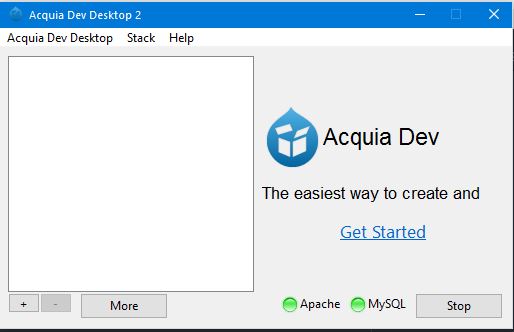 Acquia Dev Desktop 2
Acquia Dev Desktop Stack Help
Acquia Dev
The easiest way to create and
Get Started
+ - More Apache MySQL Stop